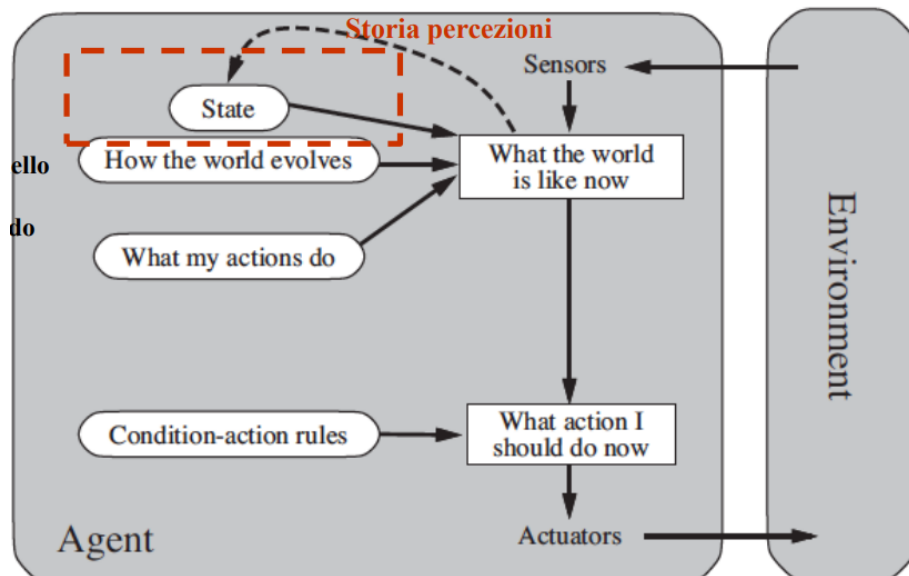 Storia percezioni
Sensors
State
How the world evolves
ello
What the world
is like now
do
What my actions do
Environment
Condition-action rules
What action I
should do now
Agent
Actuators